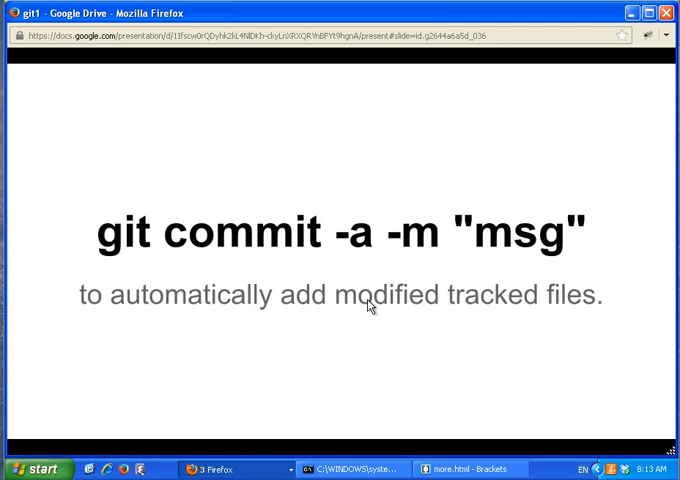 git1 - Google Drive - Mozilla Firefox
git commit -a -m "msg"
to automatically add modified tracked files.
start
3 Firefox
C:\WINDOWS\syste...
more.html - Brackets
EN
8:13 AM